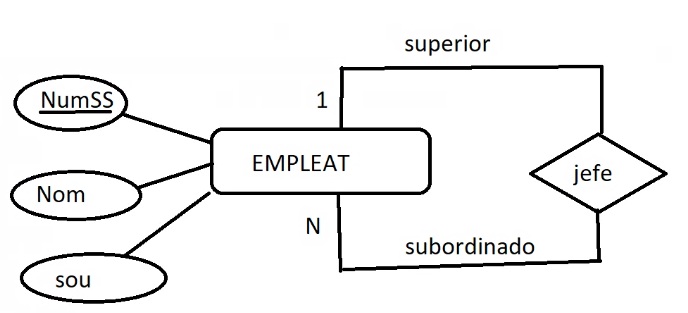 superior
NumSS
1
EMPLEAT
jefe
Nom
N
subordinado
sou